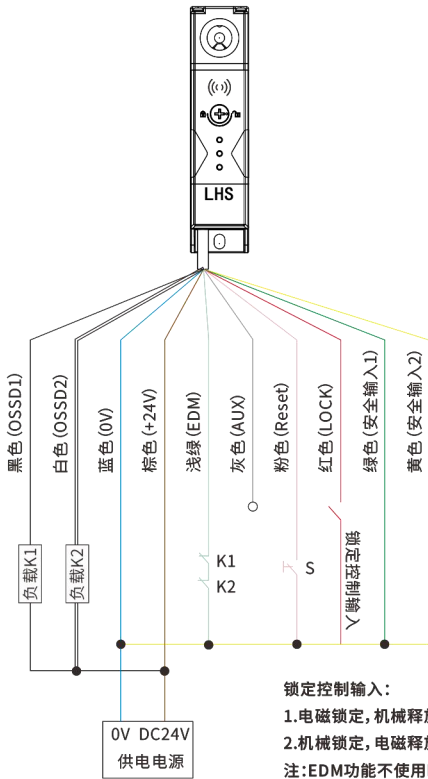 LHS
黑色(OSSD1)
白色(OSSD2)
蓝色(0V)
棕色(+24V)
浅绿(EDM)
灰色(AUX)
粉色(Reset)
红色(LOCK)
绿色(安全输入1)
黄色(安全输入2)
负载K1
负载K2
K1
K2
S
锁定控制输入
0V DC24V
供电电源
锁定控制输入:
1.电磁锁定,机械释放
2.机械锁定,电磁释放
注:EDM功能不使用